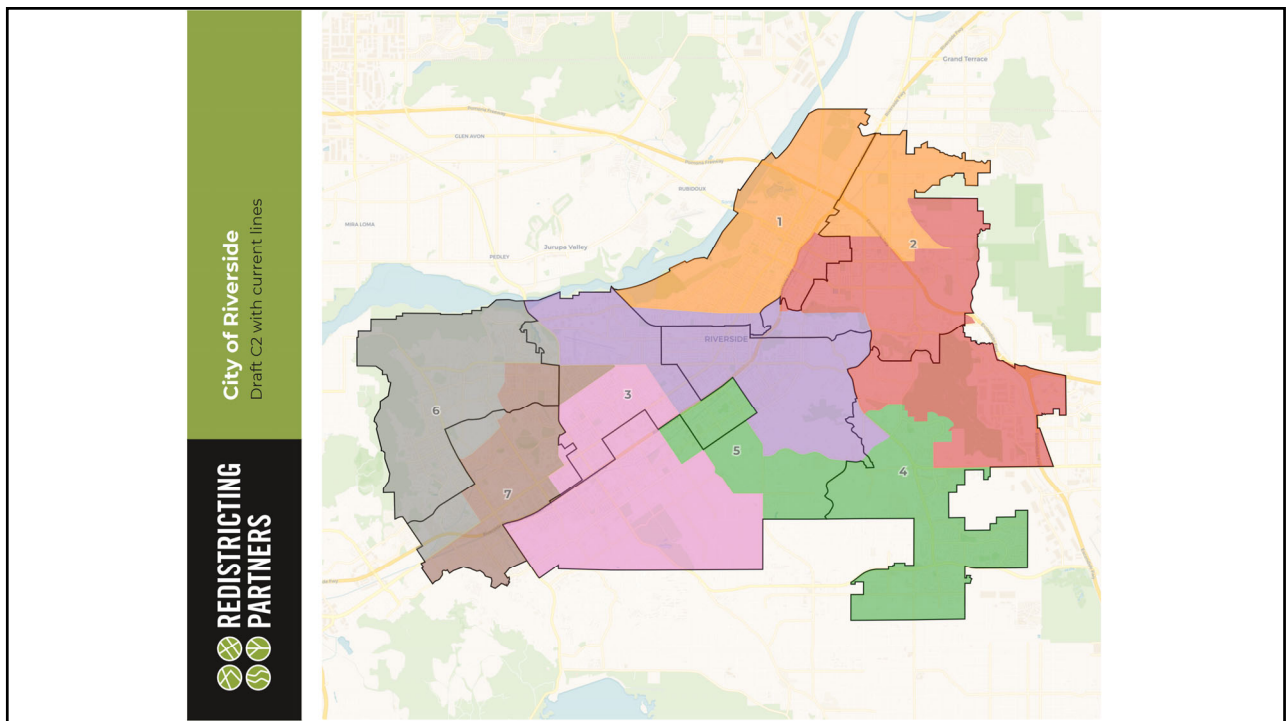 City of Riverside
Draft C2 with current lines
REDISTRICTING
PARTNERS
Grand Terrace
GLEN AVON
RUBIDOUX
MIRA LOMA
Jurupa Valley
PEDLEY
RIVERSIDE
1
2
3
4
5
6
7